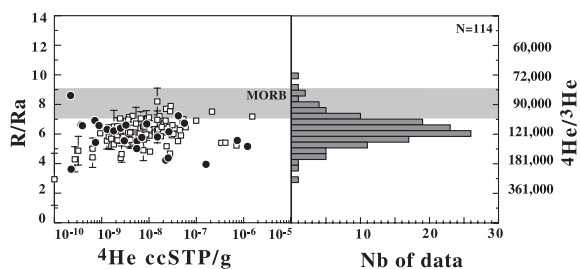 R/Ra
14
12
10
8
6
4
2
0
MORB
10-10 10-9 10-8 10-7 10-6 10-5
4He ccSTP/g
N=114
0 10 20 30
Nb of data
60,000
72,000
90,000
121,000
181,000
361,000
4He/3He